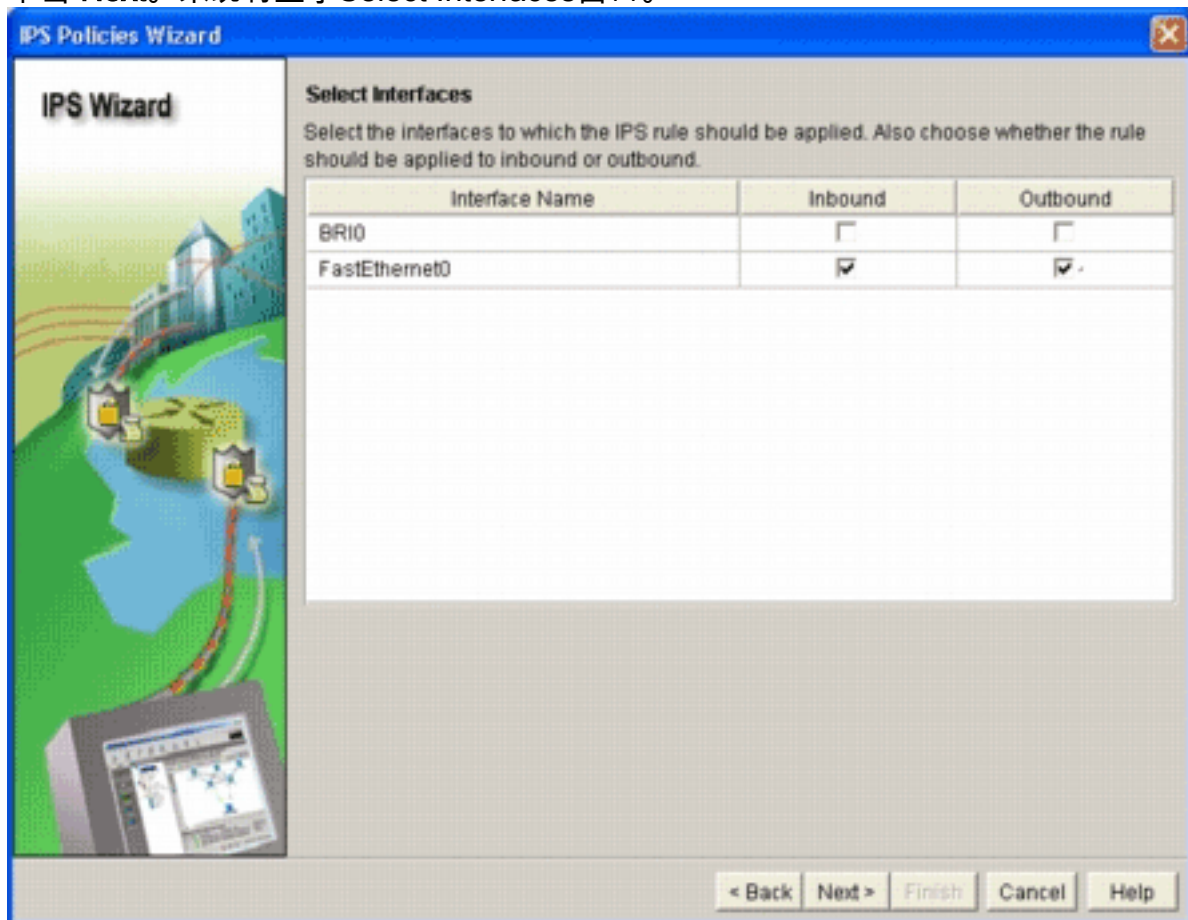 IPS Policies Wizard
IPS Wizard
Select Interfaces
Select the interfaces to which the IPS rule should be applied. Also choose whether the rule
should be applied to inbound or outbound.
Interface Name Inbound Outbound
BRI0
FastEthernet0
< Back Next > Finish Cancel Help